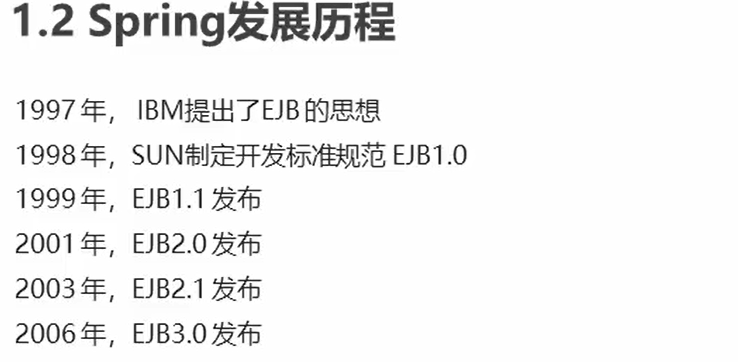 1.2 Spring发展历程
1997年， IBM提出了EJB的思想
1998年，SUN制定开发标准规范 EJB1.0
1999年，EJB1.1发布
2001年，EJB2.0发布
2003年，EJB2.1发布
2006年，EJB3.0发布